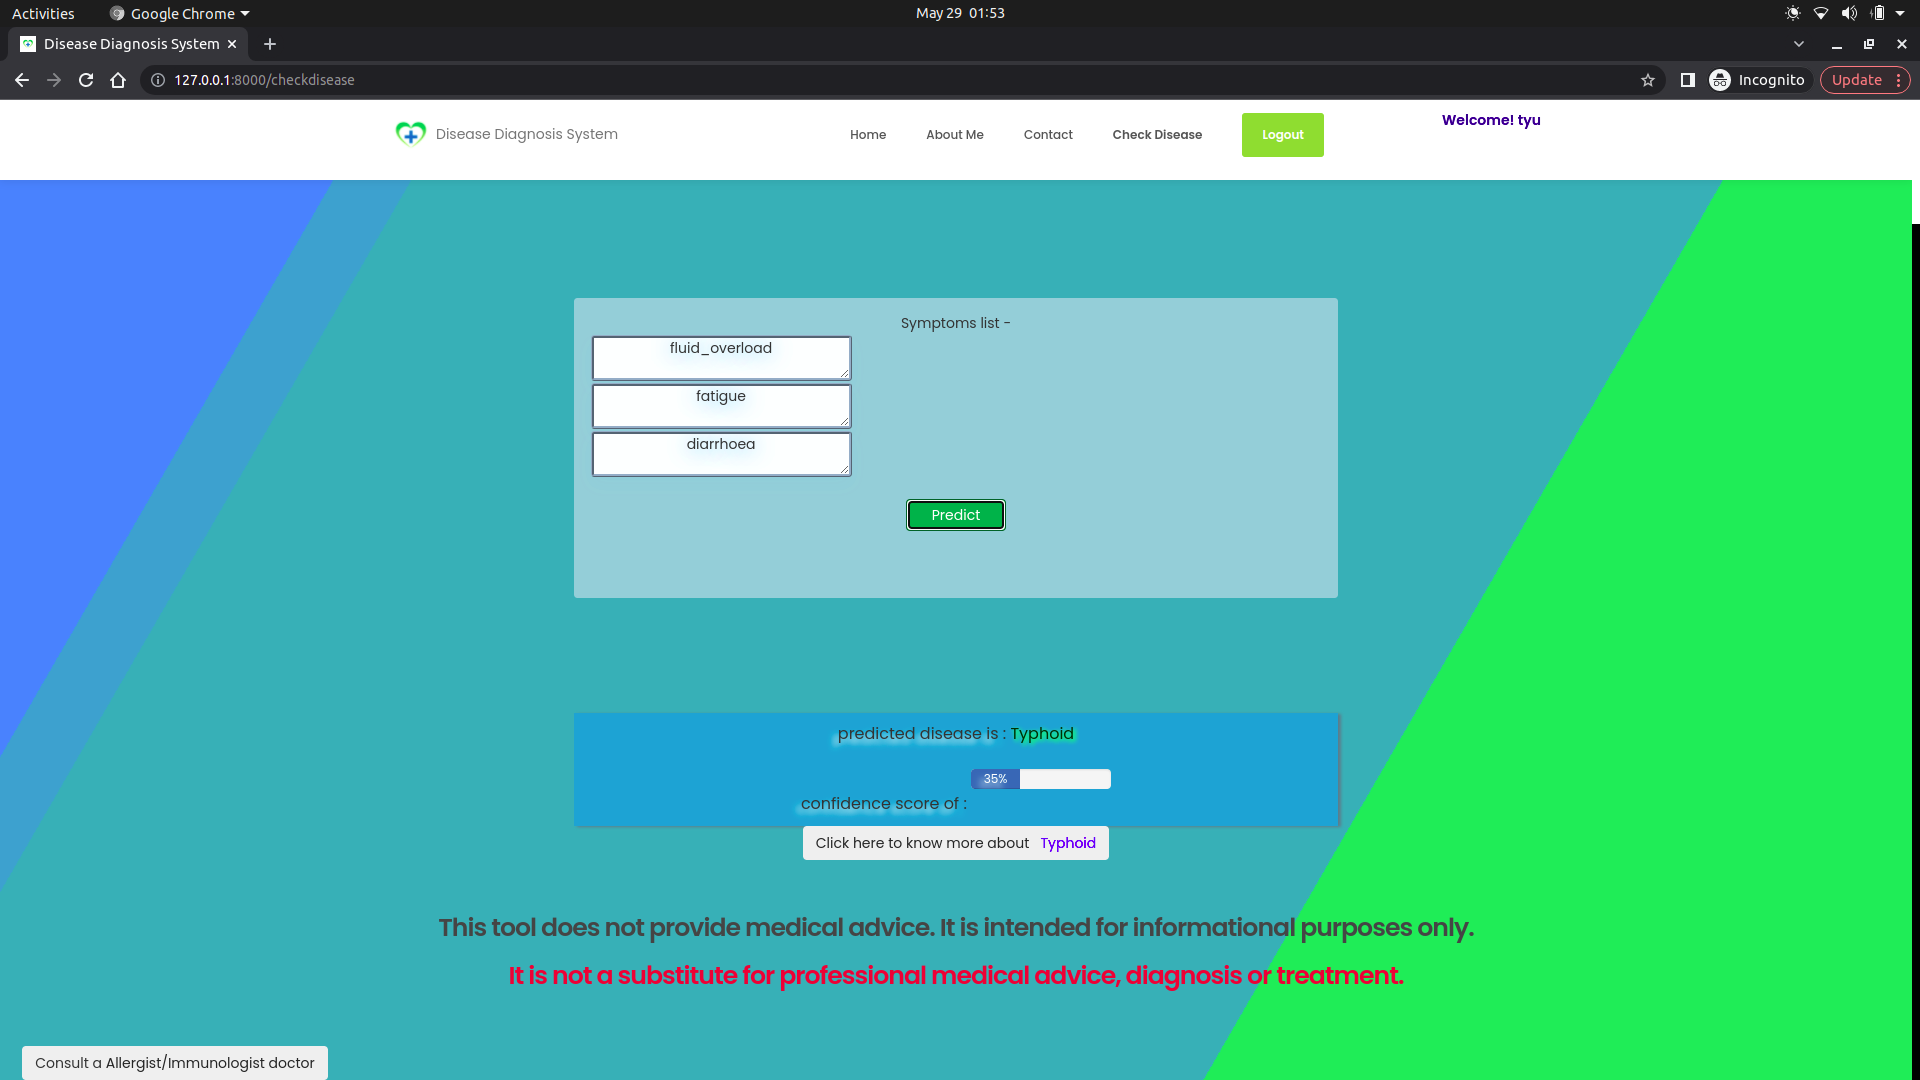 Activities Google Chrome May 29 01:53
Disease Diagnosis System
127.0.0.1:8000/checkdisease Incognito Update
Disease Diagnosis System Home About Me Contact Check Disease Logout Welcome! tyu
Symptoms list -
fluid_overload
fatigue
diarrhoea
Predict
predicted disease is : Typhoid
35%
confidence score of :
Click here to know more about Typhoid
This tool does not provide medical advice. It is intended for informational purposes only.
It is not a substitute for professional medical advice, diagnosis or treatment.
Consult a Allergist/Immunologist doctor